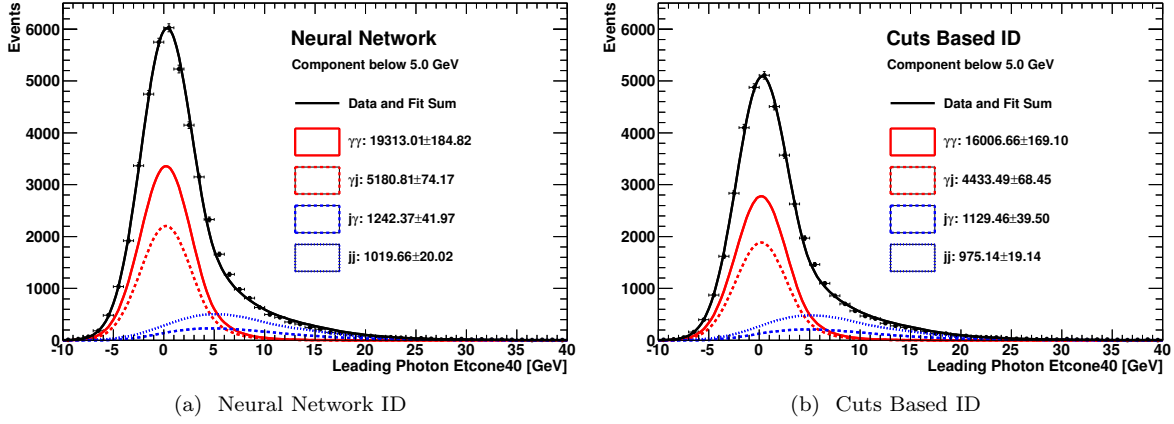 Events
6000
5000
4000
3000
2000
1000
0
Neural Network
Component below 5.0 GeV
Data and Fit Sum
γγ: 19313.01±184.82
γj: 5180.81±74.17
jγ: 1242.37±41.97
jj: 1019.66±20.02
-10 -5 0 5 10 15 20 25 30 35 40
Leading Photon Etcone40 [GeV]
(a) Neural Network ID
Events
6000
5000
4000
3000
2000
1000
0
Cuts Based ID
Component below 5.0 GeV
Data and Fit Sum
γγ: 16006.66±169.10
γj: 4433.49±68.45
jγ: 1129.46±39.50
jj: 975.14±19.14
-10 -5 0 5 10 15 20 25 30 35 40
Leading Photon Etcone40 [GeV]
(b) Cuts Based ID